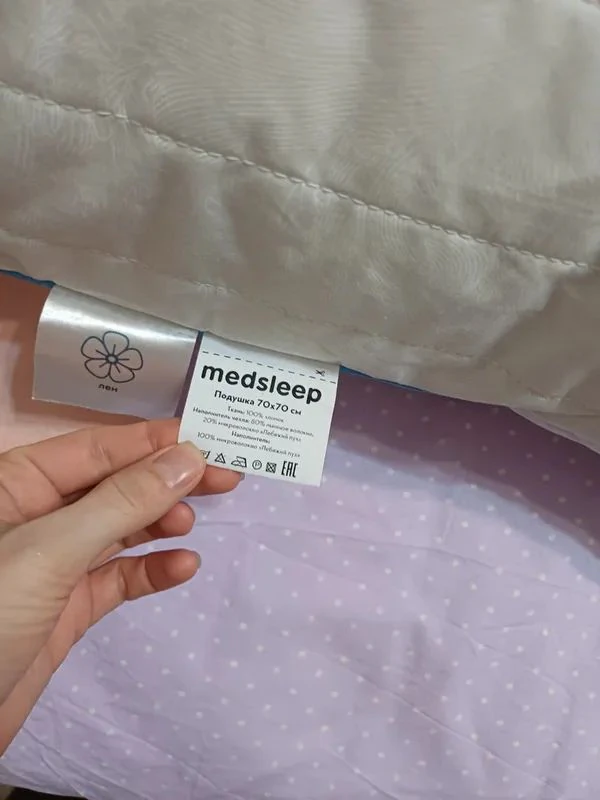 лен
medsleep
Подушка 70x70 см
Ткань: 100% хлопок
Наполнитель чехла: 80% льняное волокно,
20% микроволокно «Лебяжий пух»
Наполнитель:
100% микроволокно «Лебяжий пух»
EAC